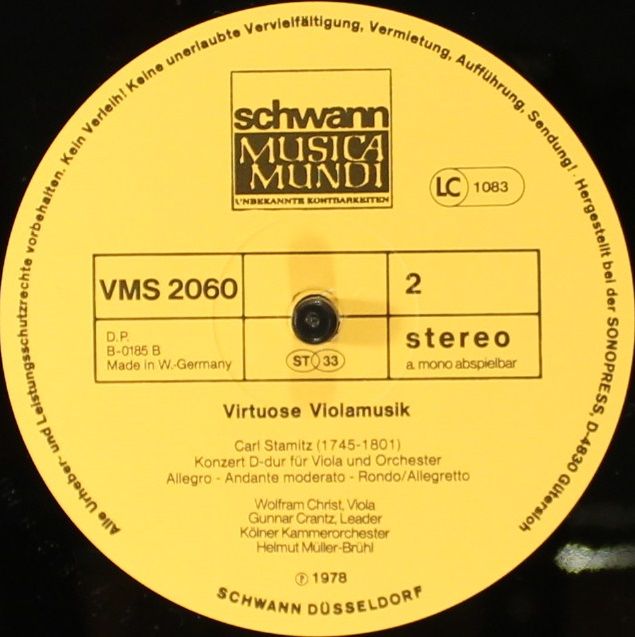 Alle Urheber- und Leistungsschutzrechte vorbehalten. Kein Verleih! Keine unerlaubte Vervielfältigung, Vermietung, Aufführung, Sendung! · Hergestellt bei der SONOPRESS, D-4830 Gütersloh
schwann
MUSICA
MUNDI
UNBEKANNTE KOSTBARKEITEN
LC 1083
VMS 2060
2
D.P.
B-0185 B
Made in W.-Germany
ST 33
stereo
a. mono abspielbar
Virtuose Violamusik
Carl Stamitz (1745-1801)
Konzert D-dur für Viola und Orchester
Allegro - Andante moderato - Rondo/Allegretto
Wolfram Christ, Viola
Gunnar Crantz, Leader
Kölner Kammerorchester
Helmut Müller-Brühl
℗ 1978
SCHWANN DÜSSELDORF